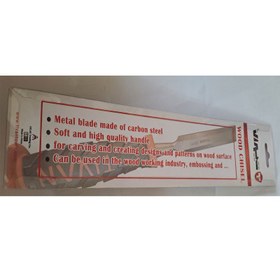 • Metal blade made of carbon steel
• Soft and high quality handle
• for carving and creating designs and patterns on wood surface
• Can be used in the wood working industry, embossing and ...
WOOD CHISEL